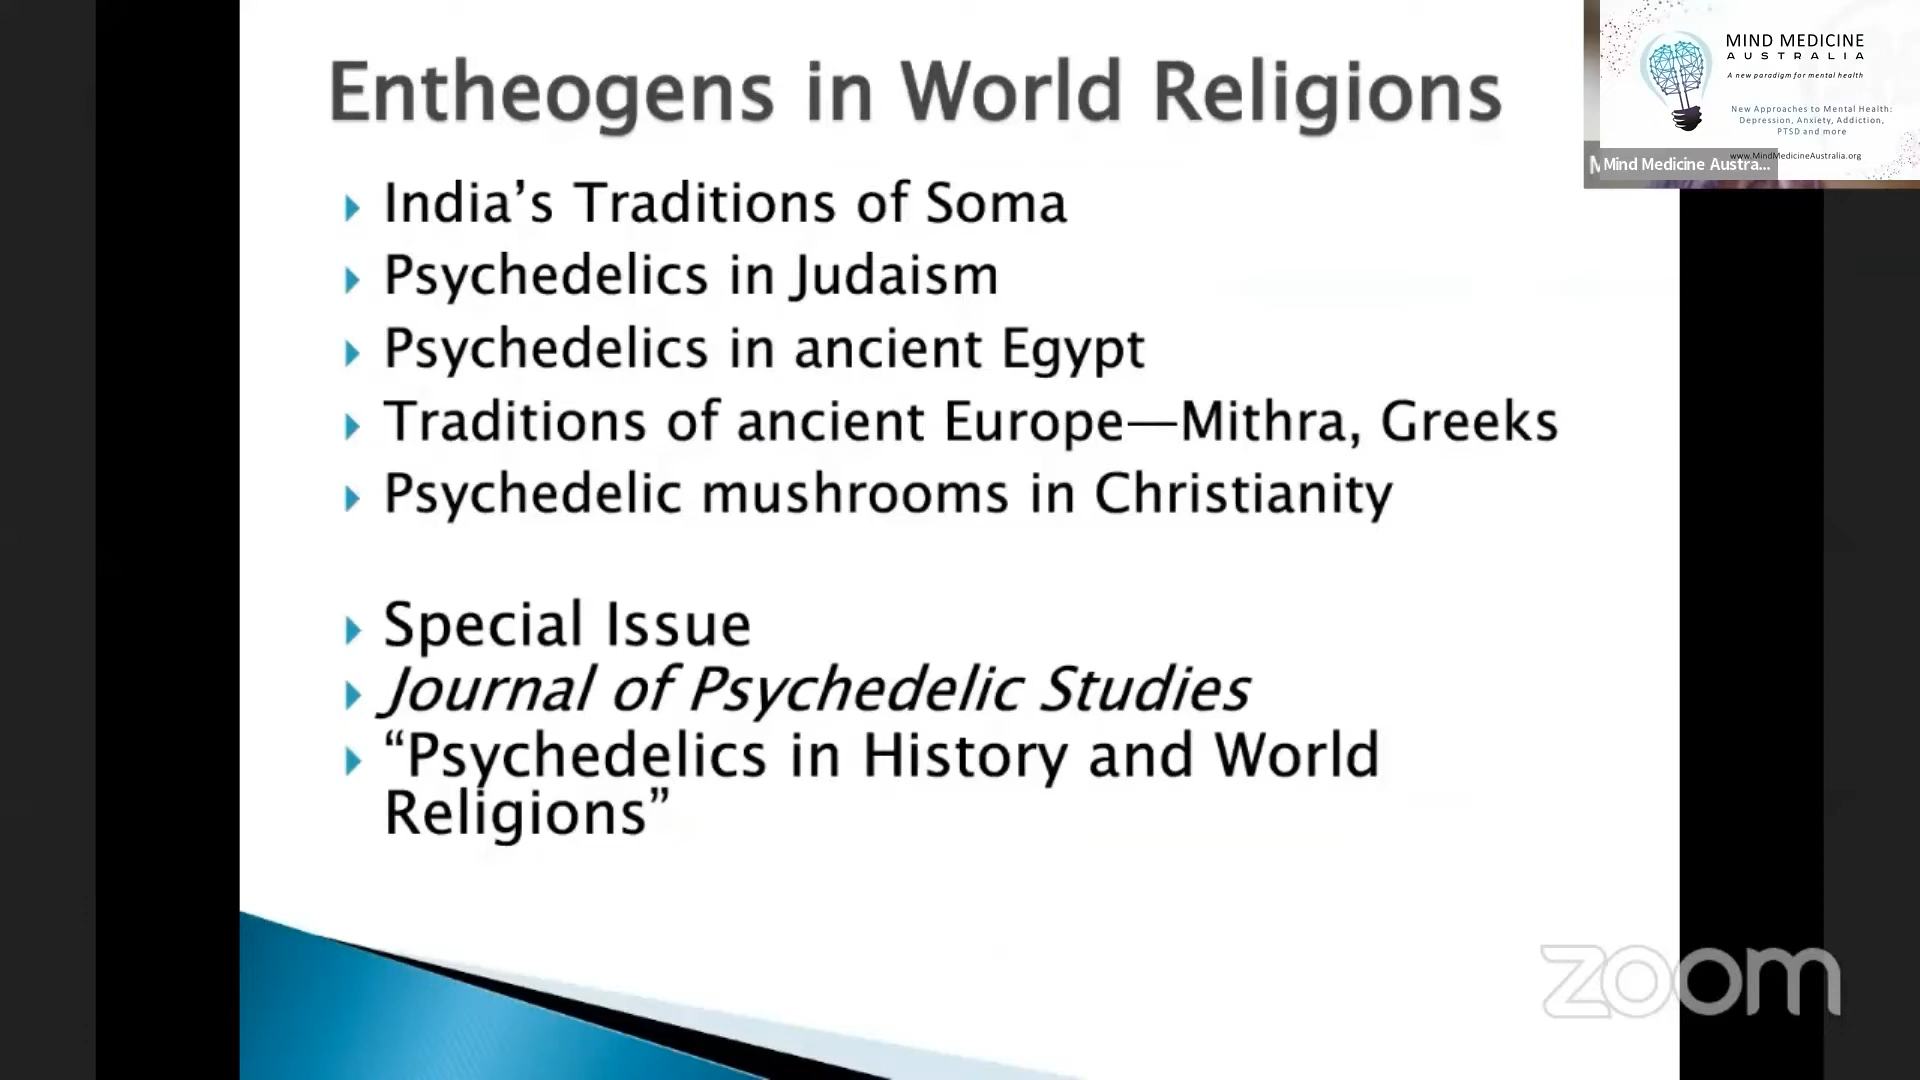 Entheogens in World Religions
India’s Traditions of Soma
Psychedelics in Judaism
Psychedelics in ancient Egypt
Traditions of ancient Europe—Mithra, Greeks
Psychedelic mushrooms in Christianity
Special Issue
Journal of Psychedelic Studies
“Psychedelics in History and World
Religions”
MIND MEDICINE
AUSTRALIA
A new paradigm for mental health
New Approaches to Mental Health:
Depression, Anxiety, Addiction,
PTSD and more
www.MindMedicineAustralia.org
Mind Medicine Austra...
zoom